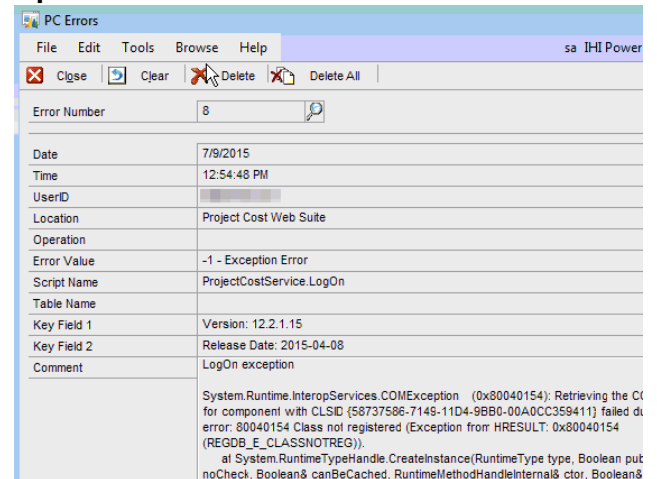 PC Errors
File Edit Tools Browse Help sa IHI Power
Close Clear Delete Delete All
Error Number 8
Date 7/9/2015
Time 12:54:48 PM
UserID
Location Project Cost Web Suite
Operation
Error Value -1 - Exception Error
Script Name ProjectCostService.LogOn
Table Name
Key Field 1 Version: 12.2.1.15
Key Field 2 Release Date: 2015-04-08
Comment LogOn exception
System.Runtime.InteropServices.COMException (0x80040154): Retrieving the CO
for component with CLSID {58737586-7149-11D4-9BB0-00A0CC359411} failed du
error: 80040154 Class not registered (Exception from HRESULT: 0x80040154
(REGDB_E_CLASSNOTREG)).
at System.RuntimeTypeHandle.CreateInstance(RuntimeType type, Boolean pub
noCheck, Boolean& canBeCached, RuntimeMethodHandleInternal& ctor, Boolean&